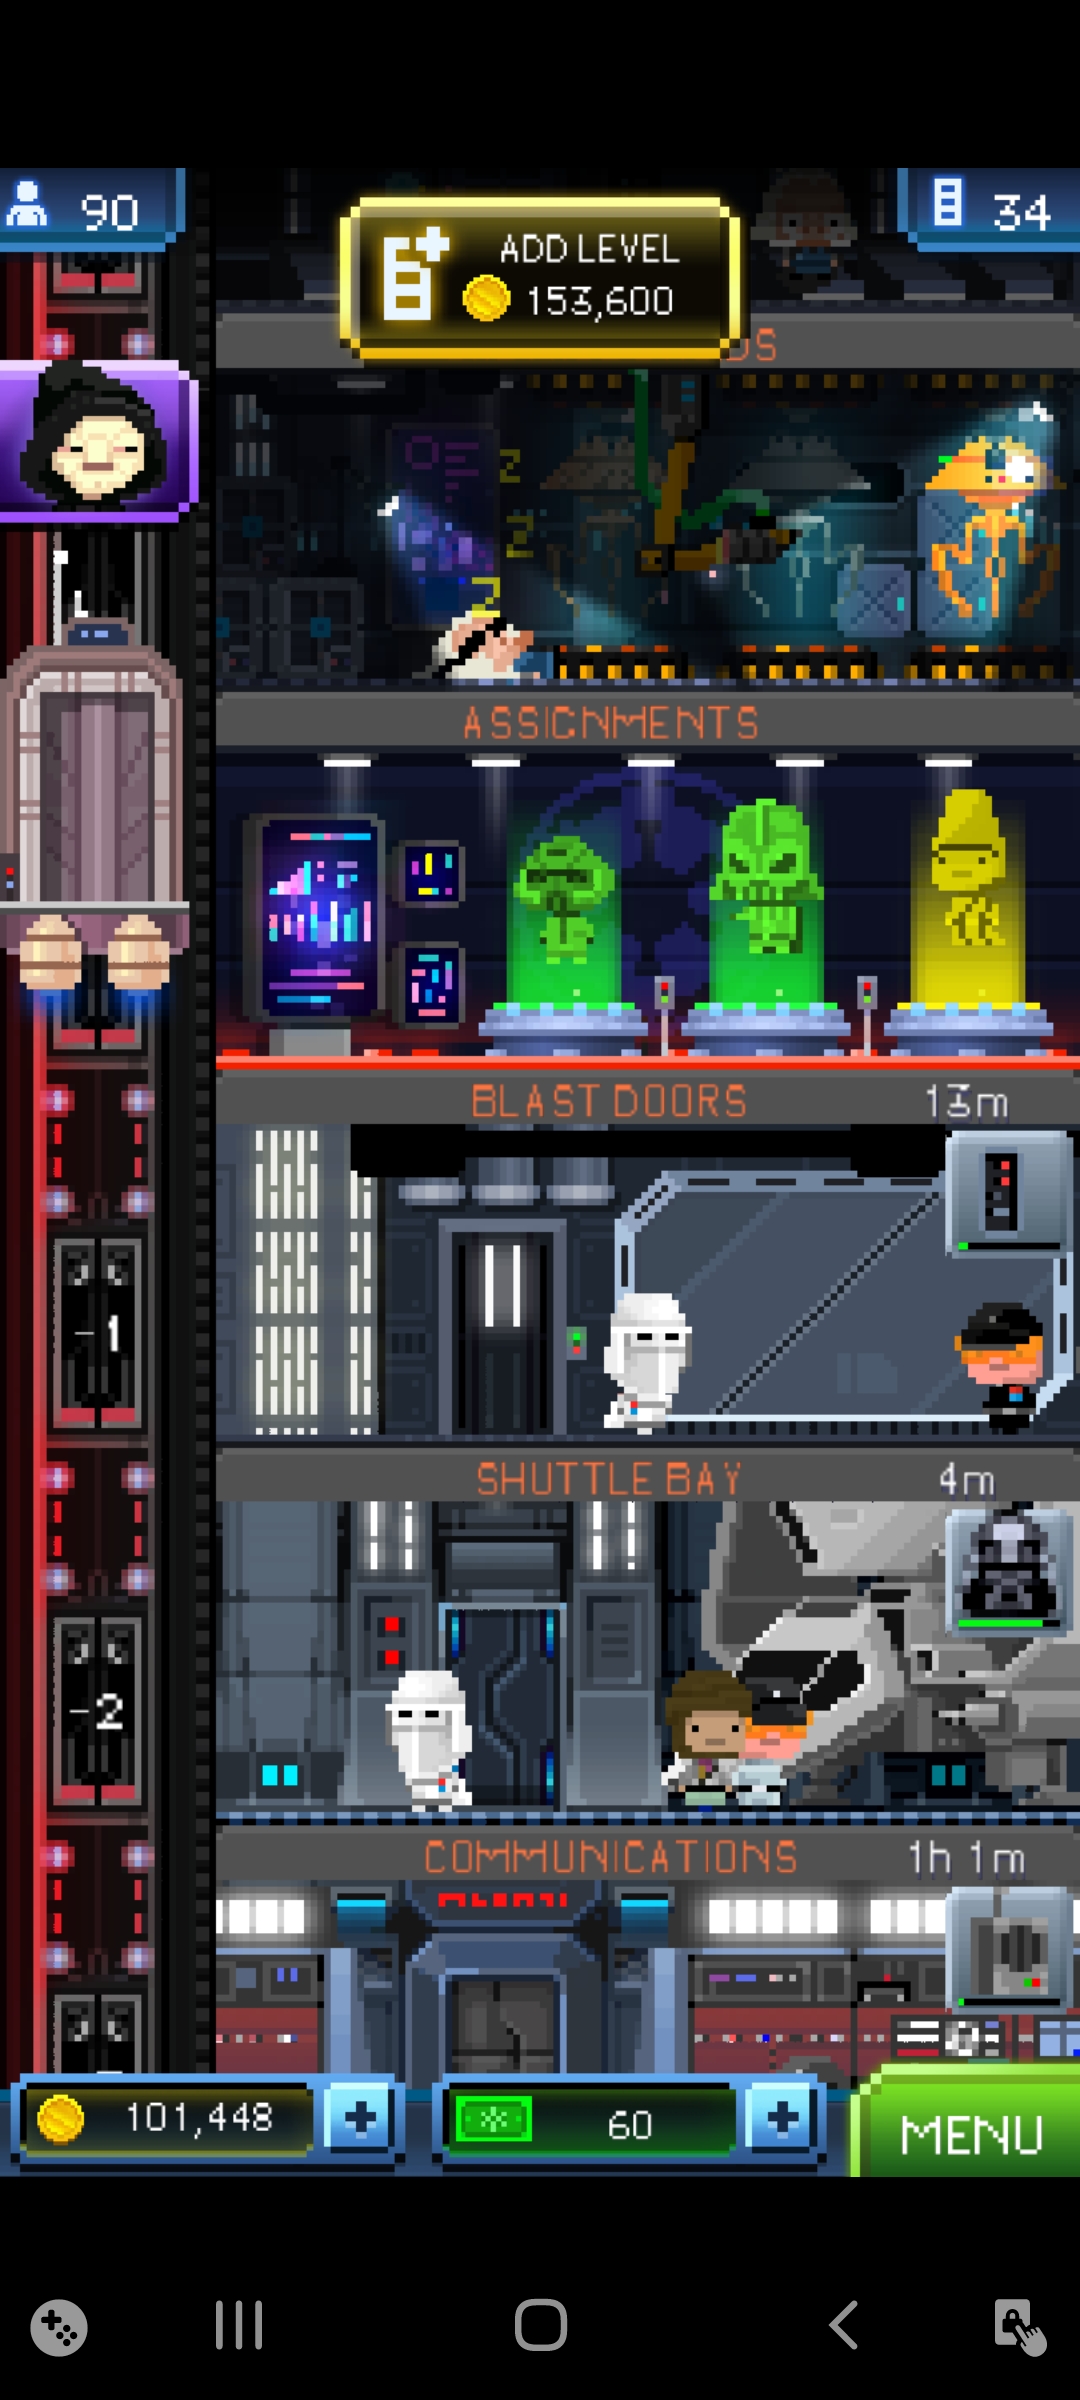 90
ADD LEVEL
153,600
34
DS
Z
Z
Z
ASSIGNMENTS
BLAST DOORS 13m
-1
SHUTTLE BAY 4m
-2
COMMUNICATIONS 1h 1m
101,448
+
60
+
MENU